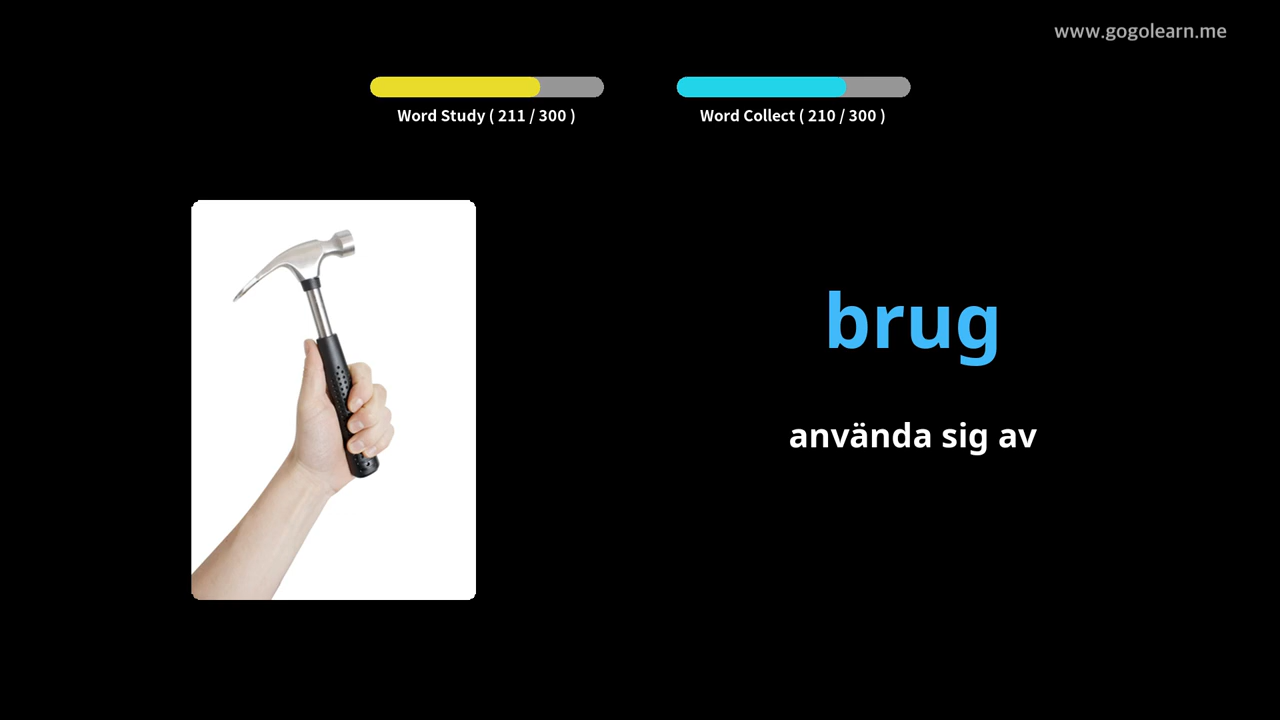 www.gogolearn.me
Word Study ( 211 / 300 )
Word Collect ( 210 / 300 )
brug
använda sig av